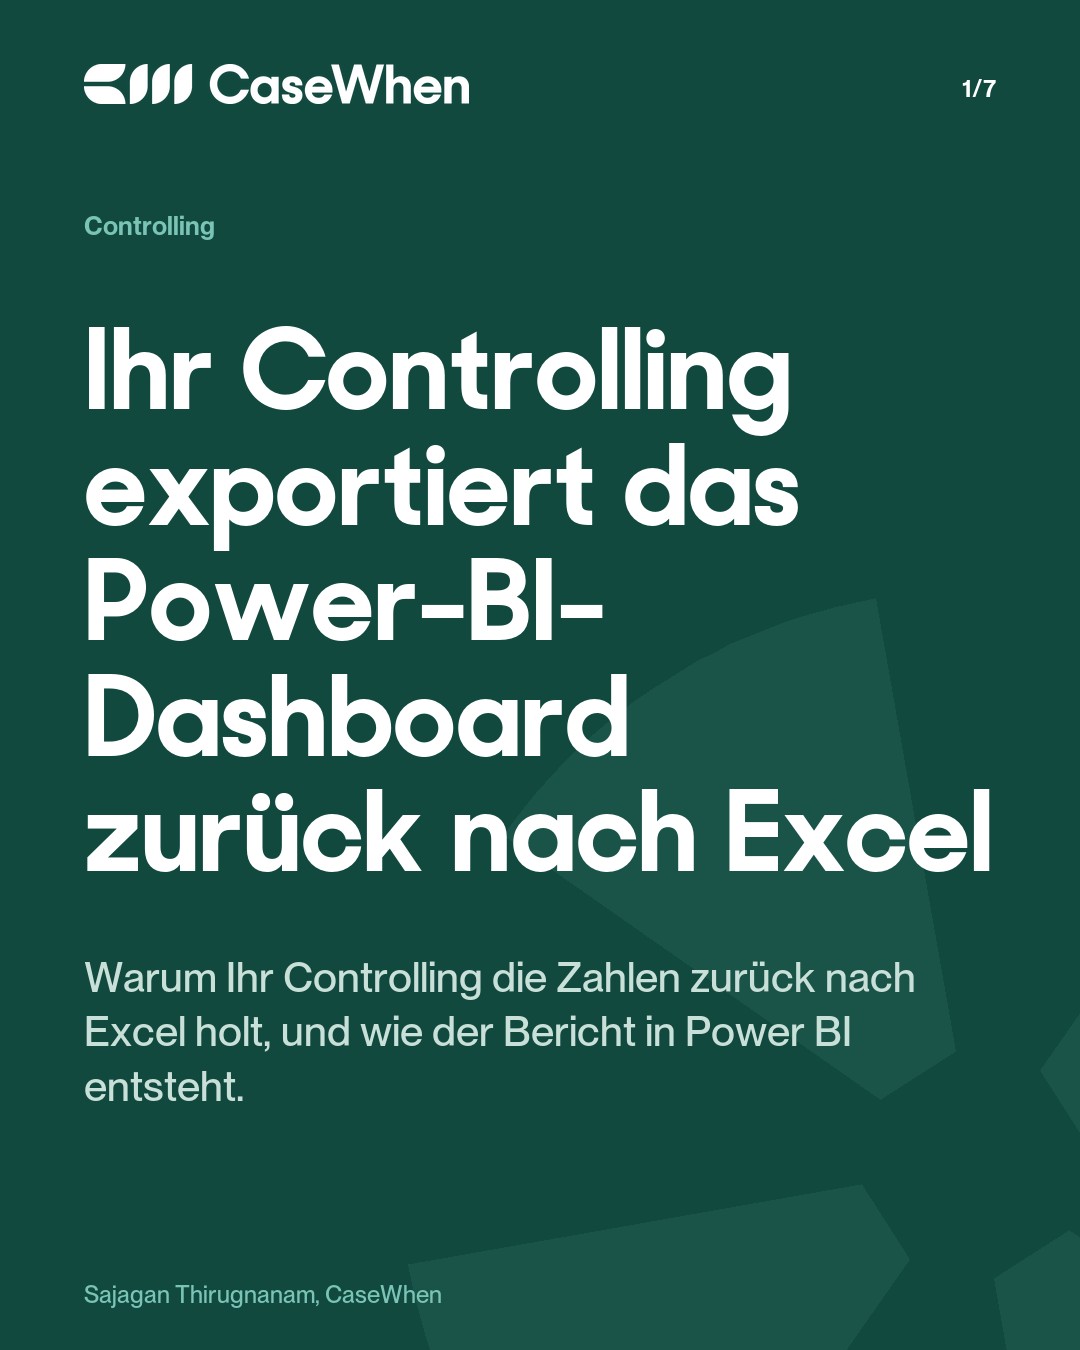 CaseWhen
1/7
Controlling
Ihr Controlling
exportiert das
Power-BI-
Dashboard
zurück nach Excel
Warum Ihr Controlling die Zahlen zurück nach
Excel holt, und wie der Bericht in Power BI
entsteht.
Sajagan Thirugnanam, CaseWhen